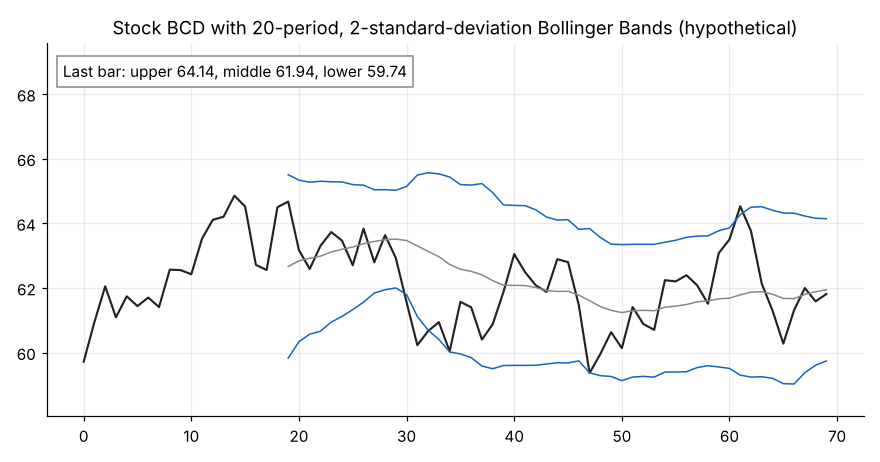 Stock BCD with 20-period, 2-standard-deviation Bollinger Bands (hypothetical)
Last bar: upper 64.14, middle 61.94, lower 59.74
68
66
64
62
60
0 10 20 30 40 50 60 70